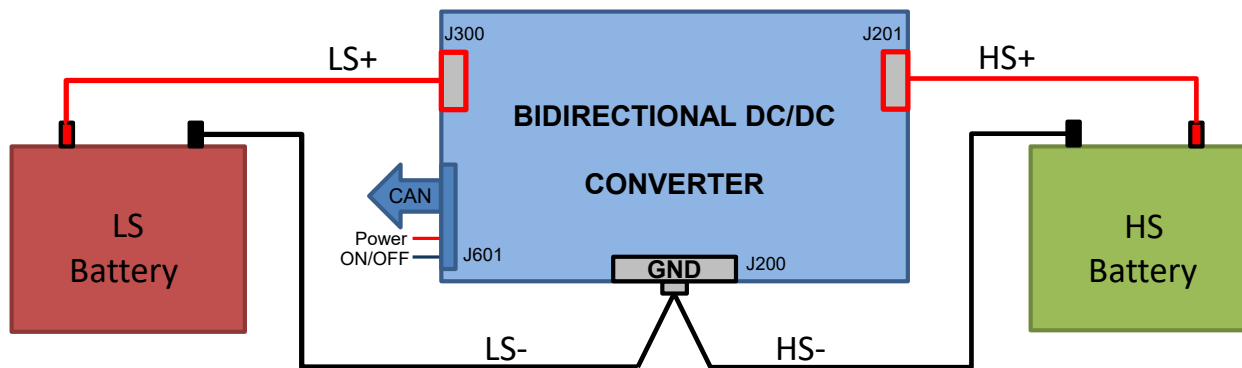 J300
J201
LS+
HS+
BIDIRECTIONAL DC/DC
CONVERTER
CAN
Power
ON/OFF
J601
GND
J200
LS
Battery
HS
Battery
LS-
HS-